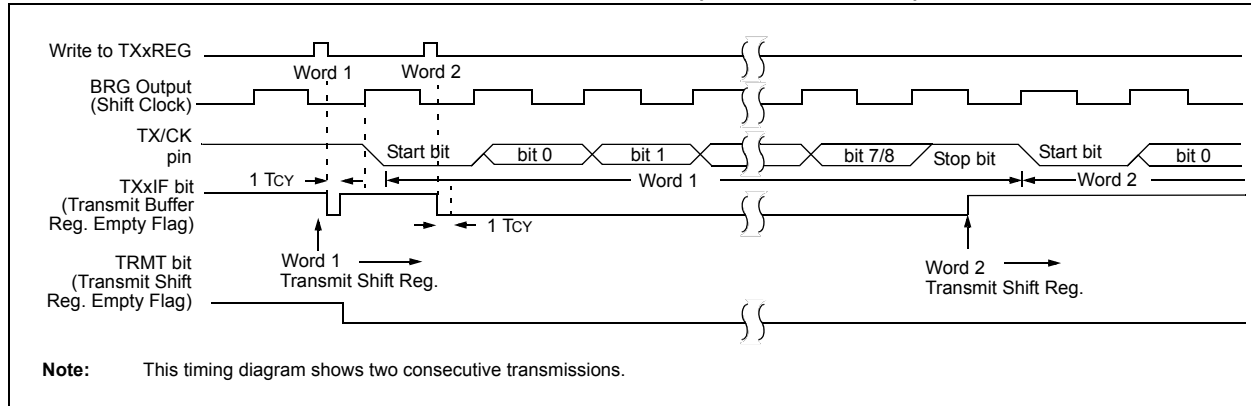 Write to TXxREG
Word 1
Word 2
BRG Output
(Shift Clock)
TX/CK
pin
Start bit
bit 0
bit 1
bit 7/8
Stop bit
Start bit
bit 0
1 TCY
Word 1
Word 2
TXxIF bit
(Transmit Buffer
Reg. Empty Flag)
1 TCY
Word 1
Transmit Shift Reg.
Word 2
Transmit Shift Reg.
TRMT bit
(Transmit Shift
Reg. Empty Flag)
Note: This timing diagram shows two consecutive transmissions.